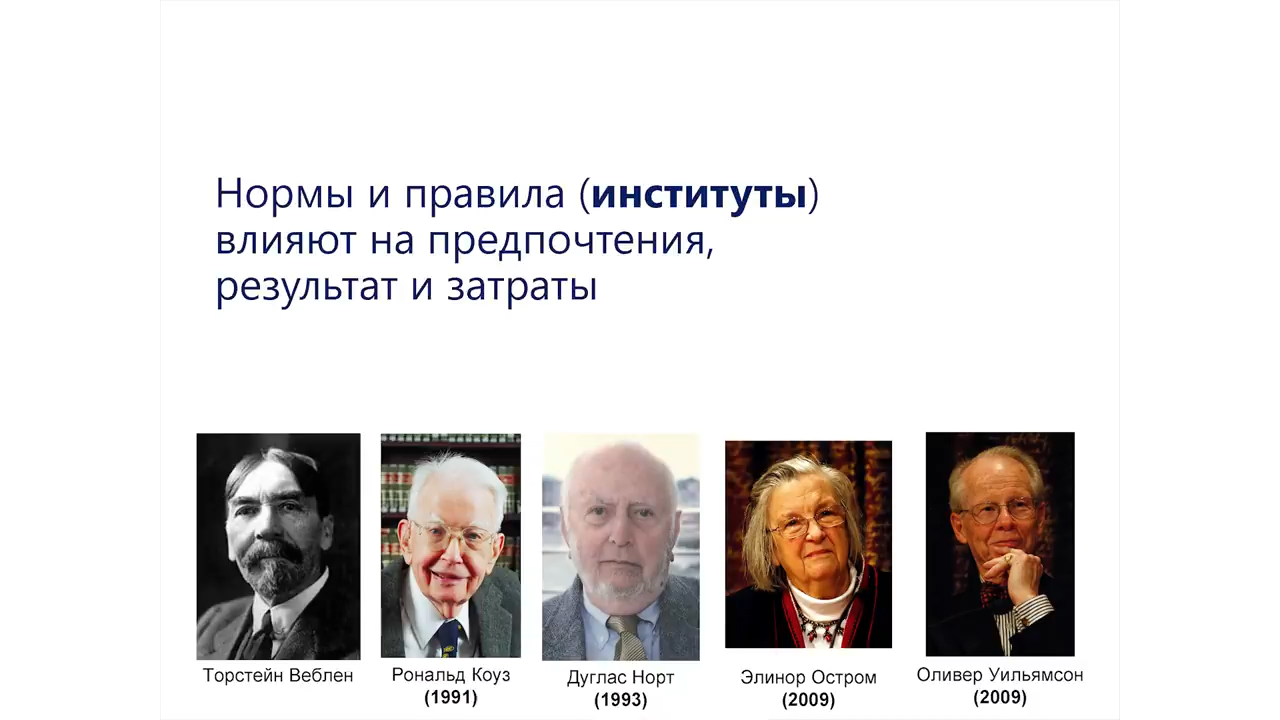 Нормы и правила (институты)
влияют на предпочтения,
результат и затраты
Торстейн Веблен
Рональд Коуз
(1991)
Дуглас Норт
(1993)
Элинор Остром
(2009)
Оливер Уильямсон
(2009)